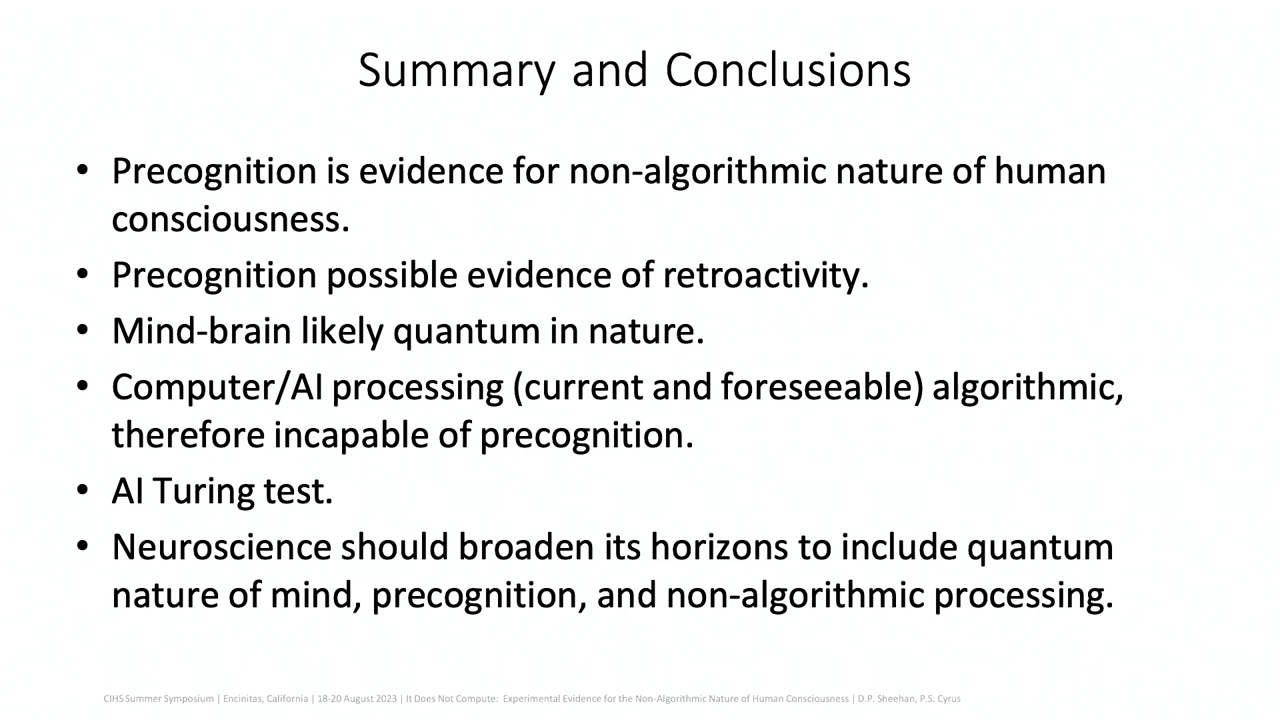 Summary and Conclusions
• Precognition is evidence for non-algorithmic nature of human
consciousness.
• Precognition possible evidence of retroactivity.
• Mind-brain likely quantum in nature.
• Computer/AI processing (current and foreseeable) algorithmic,
therefore incapable of precognition.
• AI Turing test.
• Neuroscience should broaden its horizons to include quantum
nature of mind, precognition, and non-algorithmic processing.
CIHS Summer Symposium | Encinitas, California | 18-20 August 2023 | It Does Not Compute: Experimental Evidence for the Non-Algorithmic Nature of Human Consciousness | D.P. Sheehan, P.S. Cyrus